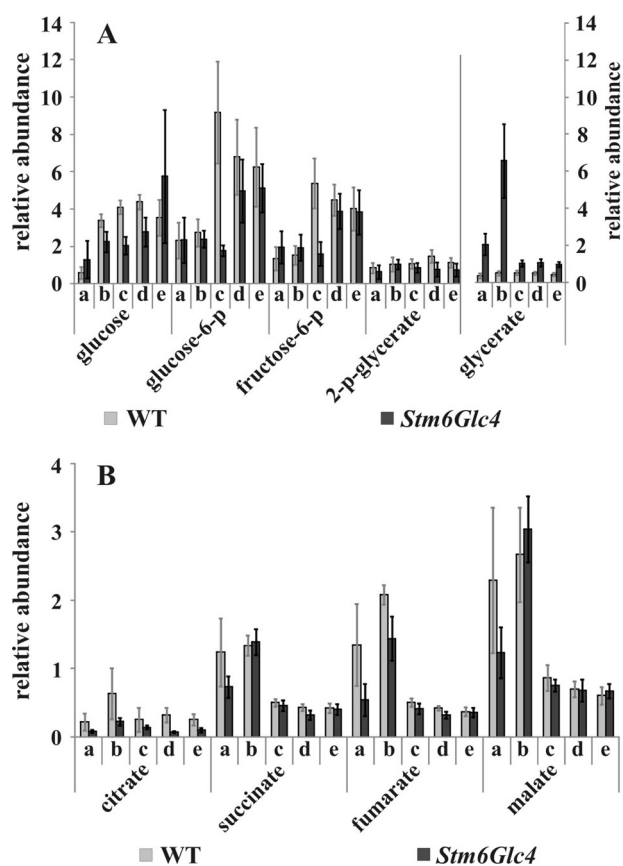 A
relative abundance
14
12
10
8
6
4
2
0
14
12
10
8
6
4
2
0
relative abundance
a b c d e a b c d e a b c d e a b c d e a b c d e
glucose
glucose-6-p
fructose-6-p
2-p-glycerate
glycerate
WT
Stm6Glc4
B
relative abundance
4
3
2
1
0
a b c d e a b c d e a b c d e a b c d e
citrate
succinate
fumarate
malate
WT
Stm6Glc4